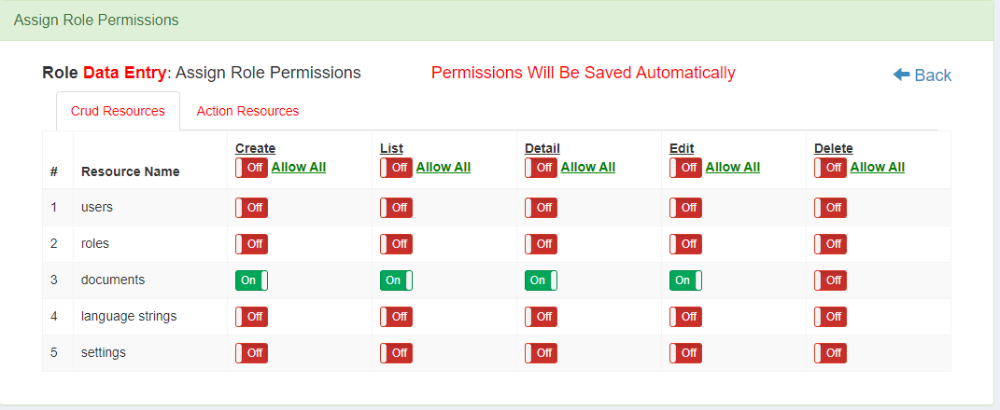 Assign Role Permissions
Role Data Entry: Assign Role Permissions Permissions Will Be Saved Automatically Back
Crud Resources Action Resources
# Resource Name Create List Detail Edit Delete
Off Allow All Off Allow All Off Allow All Off Allow All Off Allow All
1 users Off Off Off Off Off
2 roles Off Off Off Off Off
3 documents On On On On Off
4 language strings Off Off Off Off Off
5 settings Off Off Off Off Off